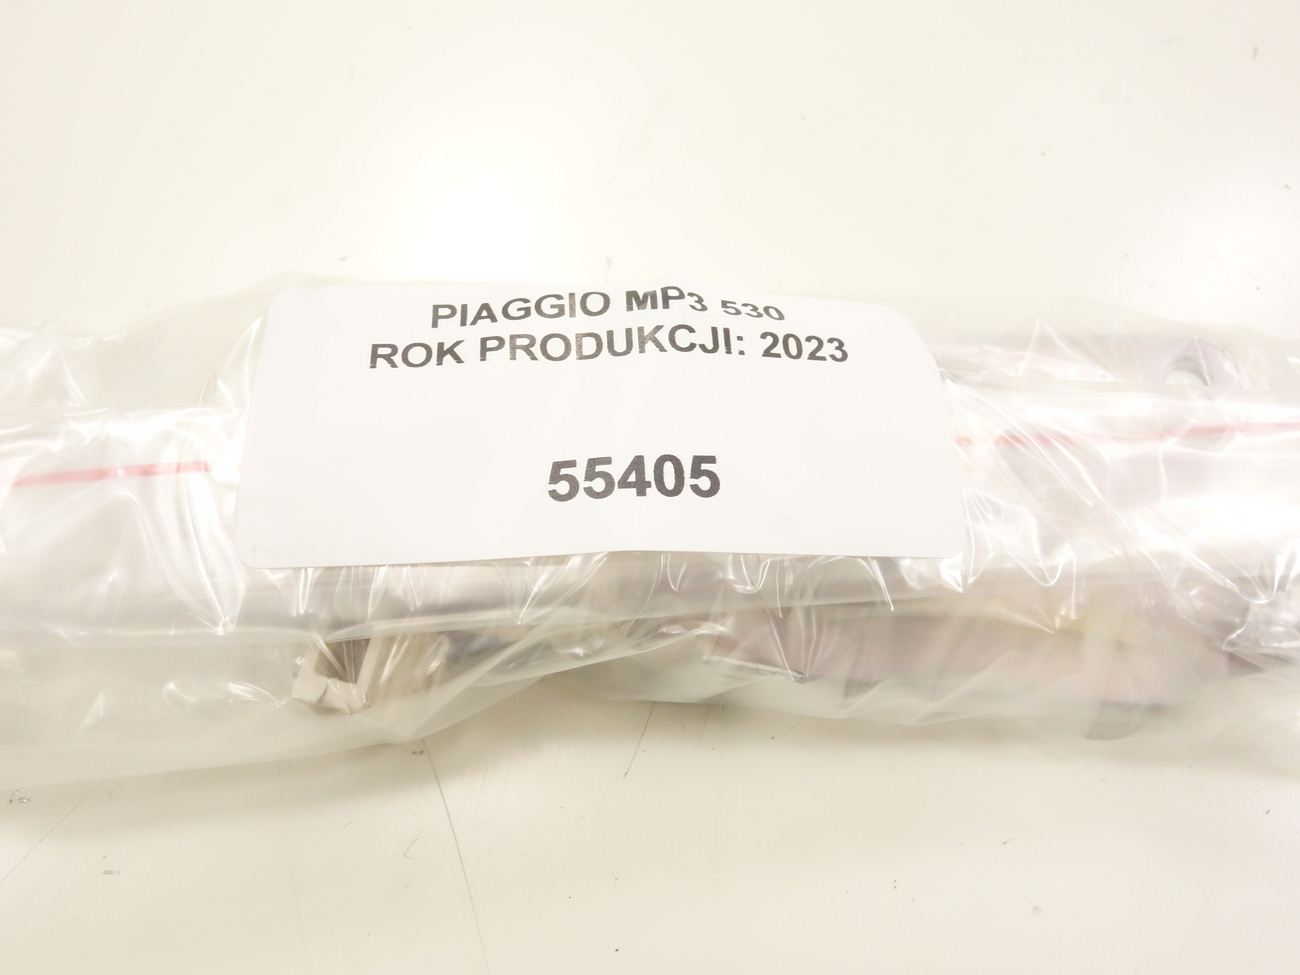 PIAGGIO MP3 530
ROK PRODUKCJI: 2023
55405